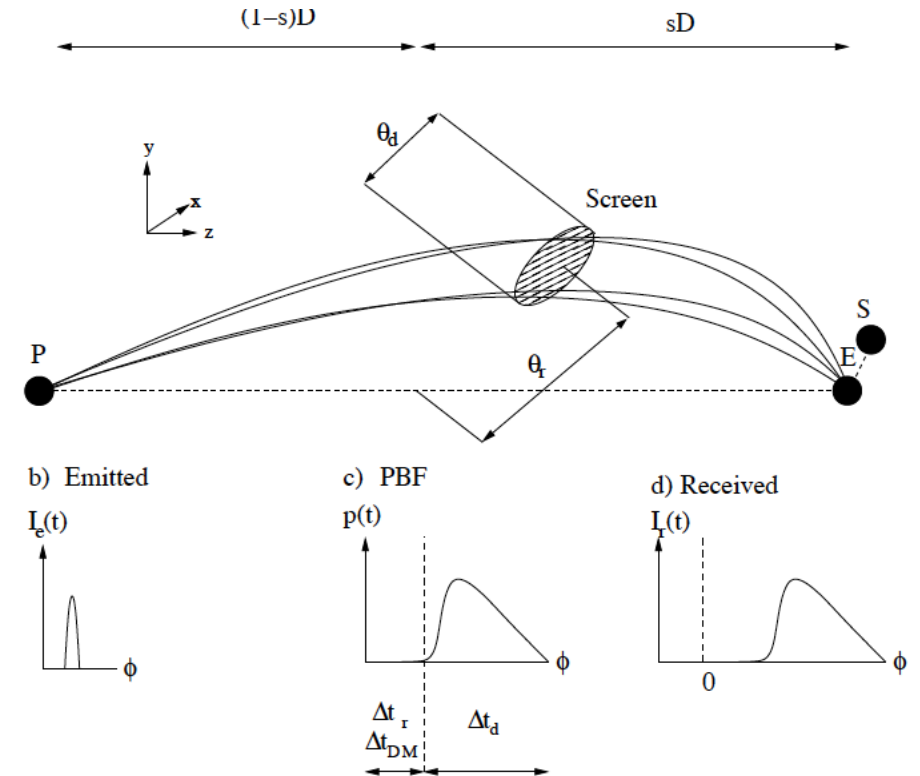 (1–s)D
sD
θd
y
x
z
Screen
S
P
E
θr
b) Emitted
c) PBF
d) Received
Ie(t)
p(t)
Ir(t)
ϕ
ϕ
ϕ
0
Δt r
Δtd
ΔtDM